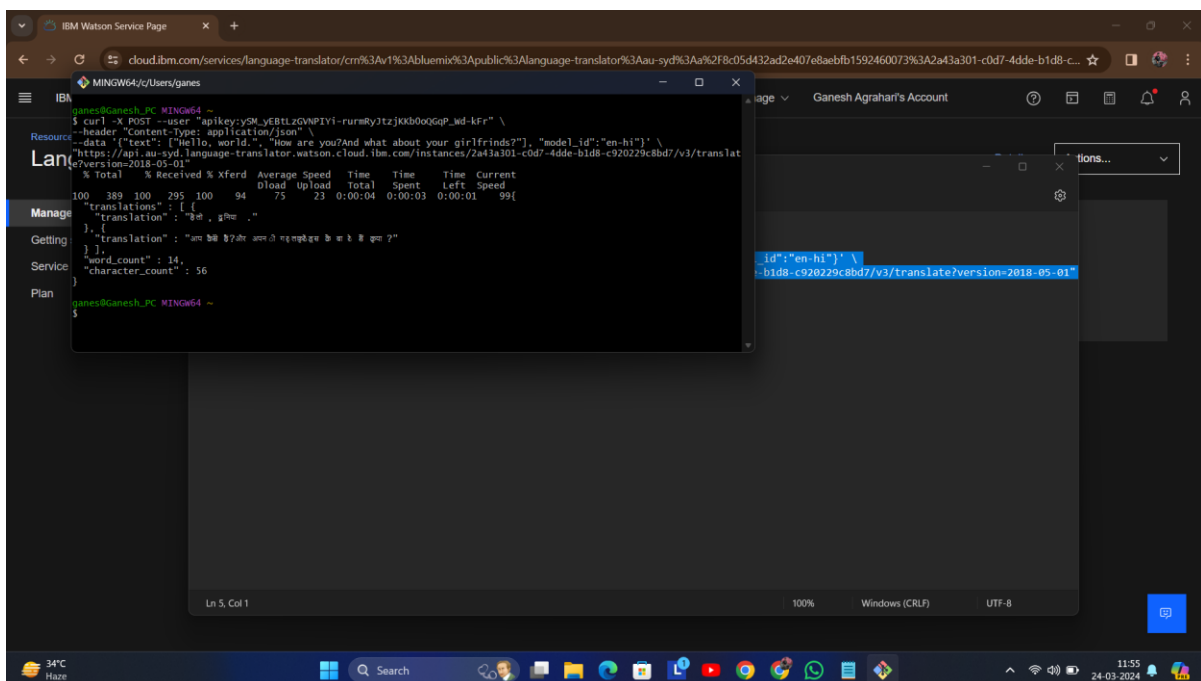 IBM Watson Service Page
cloud.ibm.com/services/language-translator/crn%3Av1%3Abluemix%3Apublic%3Alanguage-translator%3Aau-syd%3Aa%2F8c05d432ad2e407e8aebfb1592460073%3A2a43a301-c0d7-4dde-b1d8-c...
MINGW64:/c/Users/ganes
IBM
age
Ganesh Agrahari's Account
ganes@Ganesh_PC MINGW64 ~
$ curl -X POST --user "apikey:ySM_yEBtLzGVNPIYi-rurmRyJtzjKKb0oQGqP_Wd-kFr" \
--header "Content-Type: application/json" \
--data '{"text": ["Hello, world.", "How are you?And what about your girlfrinds?"], "model_id":"en-hi"}' \
"https://api.au-syd.language-translator.watson.cloud.ibm.com/instances/2a43a301-c0d7-4dde-b1d8-c920229c8bd7/v3/translat
e?version=2018-05-01"
% Total % Received % Xferd Average Speed Time Time Time Current
Dload Upload Total Spent Left Speed
100 389 100 295 100 94 75 23 0:00:04 0:00:03 0:00:01 99{
"translations" : [ {
"translation" : "हैलो , दुनिया ."
}, {
"translation" : "आप कैसे हैं?और
} ],
"word_count" : 14,
"character_count" : 56
}
ganes@Ganesh_PC MINGW64 ~
$
Resource
Lang
tions...
Manage
Getting
Service
Plan
_id":"en-hi"}' \
-b1d8-c920229c8bd7/v3/translate?version=2018-05-01"
Ln 5, Col 1
100%
Windows (CRLF)
UTF-8
34°C
Haze
Search
11:55
24-03-2024